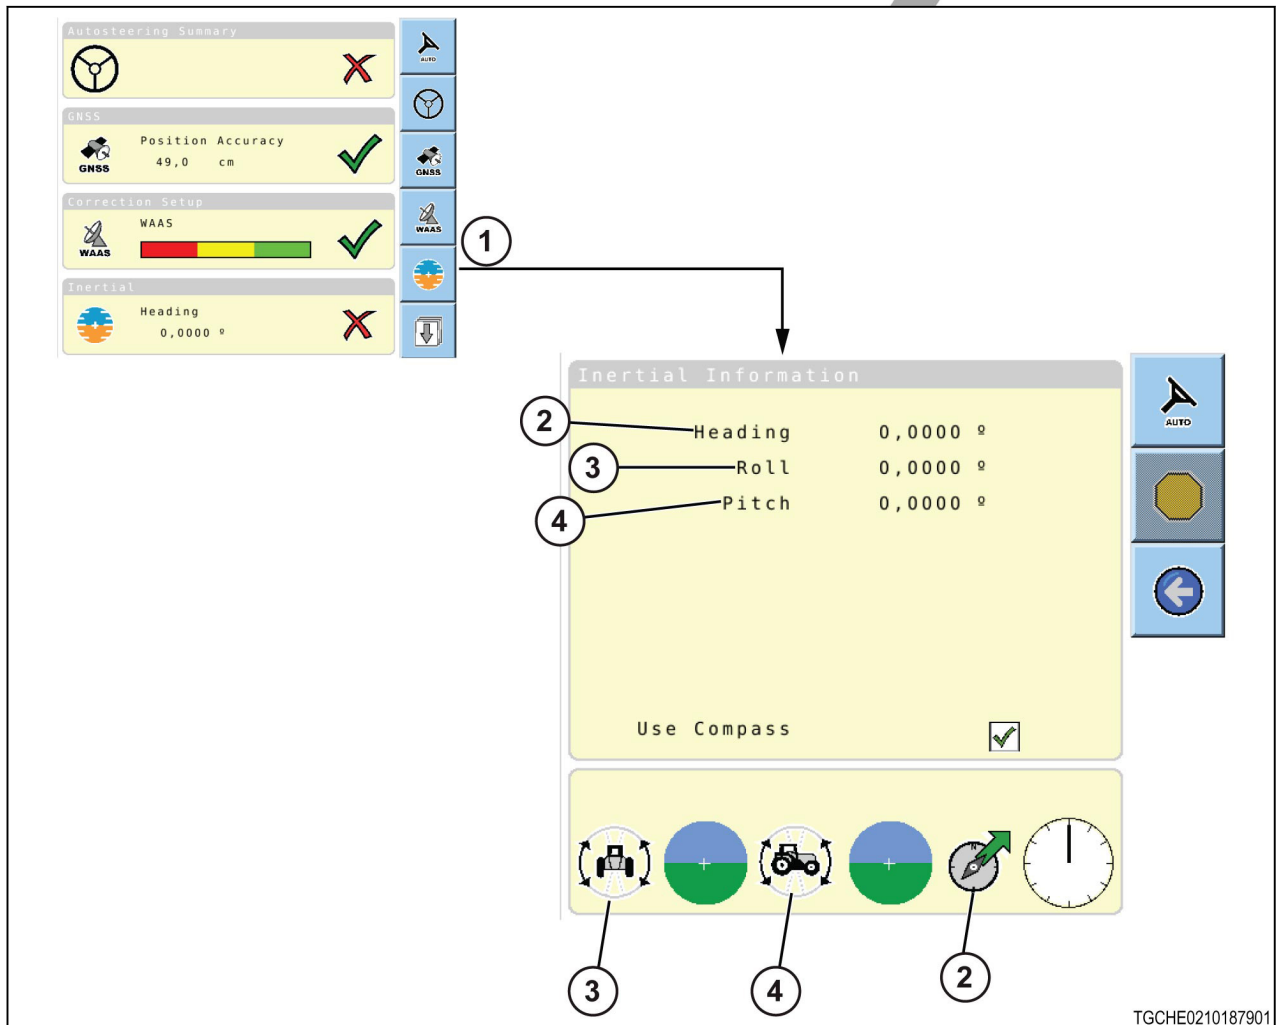 Autosteering Summary
AUTO
GNSS
Position Accuracy
49,0 cm
GNSS
GNSS
Correction Setup
WAAS
WAAS
WAAS
1
Inertial
Heading
0,0000 º
Inertial Information
2
Heading 0,0000 º
3
Roll 0,0000 º
4
Pitch 0,0000 º
AUTO
Use Compass
N
3
4
2
TGCHE0210187901